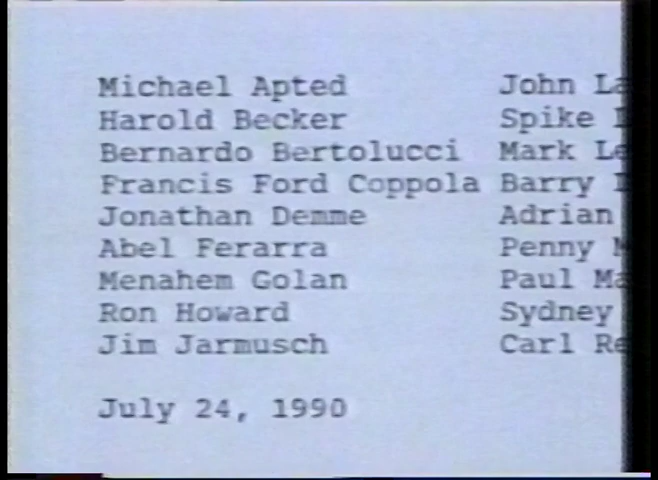 Michael Apted John
Harold Becker Spike
Bernardo Bertolucci Mark
Francis Ford Coppola Barry
Jonathan Demme Adrian
Abel Ferarra Penny
Menahem Golan Paul
Ron Howard Sydney
Jim Jarmusch Carl
July 24, 1990